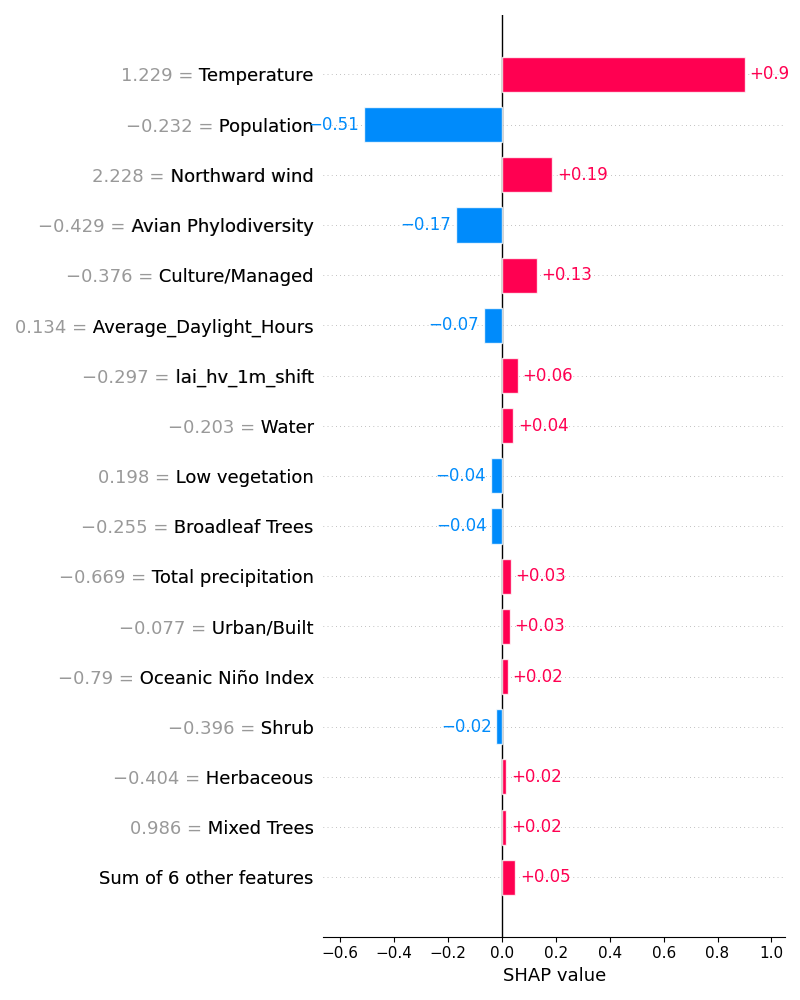 1.229 = Temperature +0.9
−0.232 = Population −0.51
2.228 = Northward wind +0.19
−0.429 = Avian Phylodiversity −0.17
−0.376 = Culture/Managed +0.13
0.134 = Average_Daylight_Hours −0.07
−0.297 = lai_hv_1m_shift +0.06
−0.203 = Water +0.04
0.198 = Low vegetation −0.04
−0.255 = Broadleaf Trees −0.04
−0.669 = Total precipitation +0.03
−0.077 = Urban/Built +0.03
−0.79 = Oceanic Niño Index +0.02
−0.396 = Shrub −0.02
−0.404 = Herbaceous +0.02
0.986 = Mixed Trees +0.02
Sum of 6 other features +0.05
−0.6 −0.4 −0.2 0.0 0.2 0.4 0.6 0.8 1.0
SHAP value